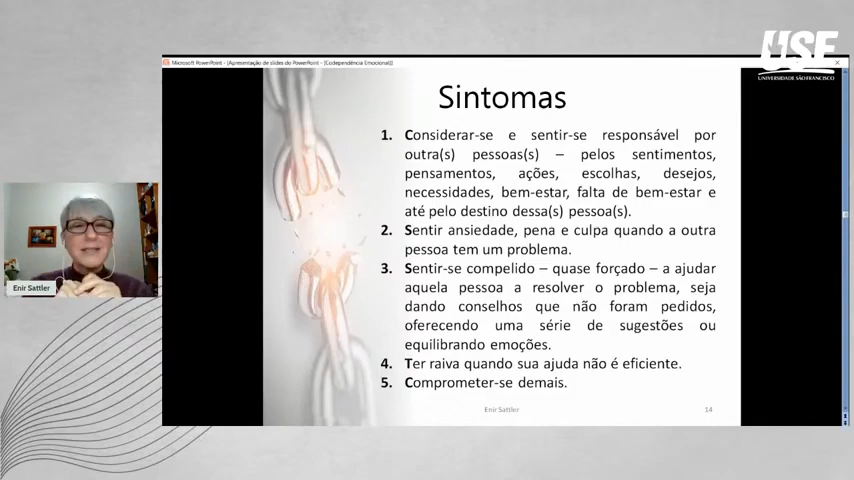 USF
UNIVERSIDADE SÃO FRANCISCO
Microsoft PowerPoint - [Apresentação de slides do PowerPoint - [Codependência Emocional]]
Sintomas
1. Considerar-se e sentir-se responsável por
outra(s) pessoas(s) – pelos sentimentos,
pensamentos, ações, escolhas, desejos,
necessidades, bem-estar, falta de bem-estar e
até pelo destino dessa(s) pessoa(s).
2. Sentir ansiedade, pena e culpa quando a outra
pessoa tem um problema.
3. Sentir-se compelido – quase forçado – a ajudar
aquela pessoa a resolver o problema, seja
dando conselhos que não foram pedidos,
oferecendo uma série de sugestões ou
equilibrando emoções.
4. Ter raiva quando sua ajuda não é eficiente.
5. Comprometer-se demais.
Enir Sattler
14
Enir Sattler